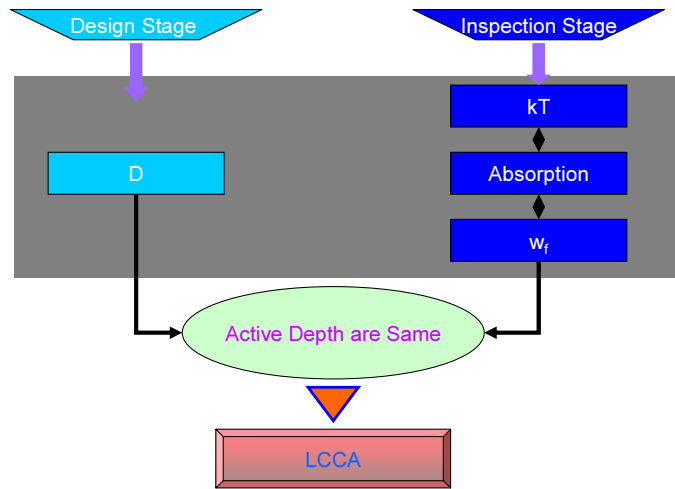 Design Stage
Inspection Stage
kT
D
Absorption
wf
Active Depth are Same
LCCA